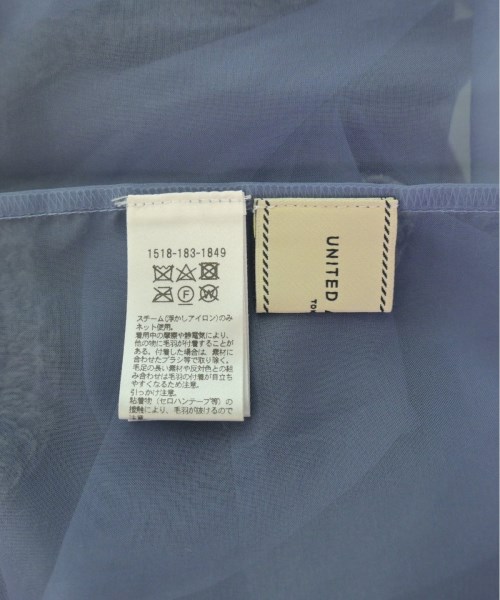 1518-183-1849
F
W
スチーム(浮かしアイロン)のみ
ネット使用。
着用中の摩擦や静電気により、
他の物に毛羽が付着することが
ある、付着した場合は、素材に
合わせたブラシ等で取り除く。
毛足の長い素材や反対色との組
み合わせは毛羽の付着が目立ち
やすくなるため注意。
引っかけ注意。
粘着物(セロハンテープ等)の
接触により、毛羽が抜けるので
注意。
UNITED A
TO